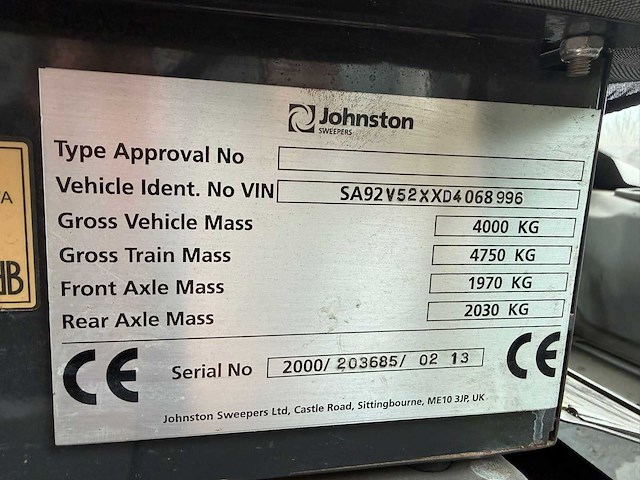 Johnston
SWEEPERS
Type Approval No
Vehicle Ident. No VIN SA92V52XXD4068996
Gross Vehicle Mass 4000 KG
Gross Train Mass 4750 KG
Front Axle Mass 1970 KG
Rear Axle Mass 2030 KG
CE Serial No 2000/ 203685/ 02 13 CE
Johnston Sweepers Ltd, Castle Road, Sittingbourne, ME10 3JP, UK